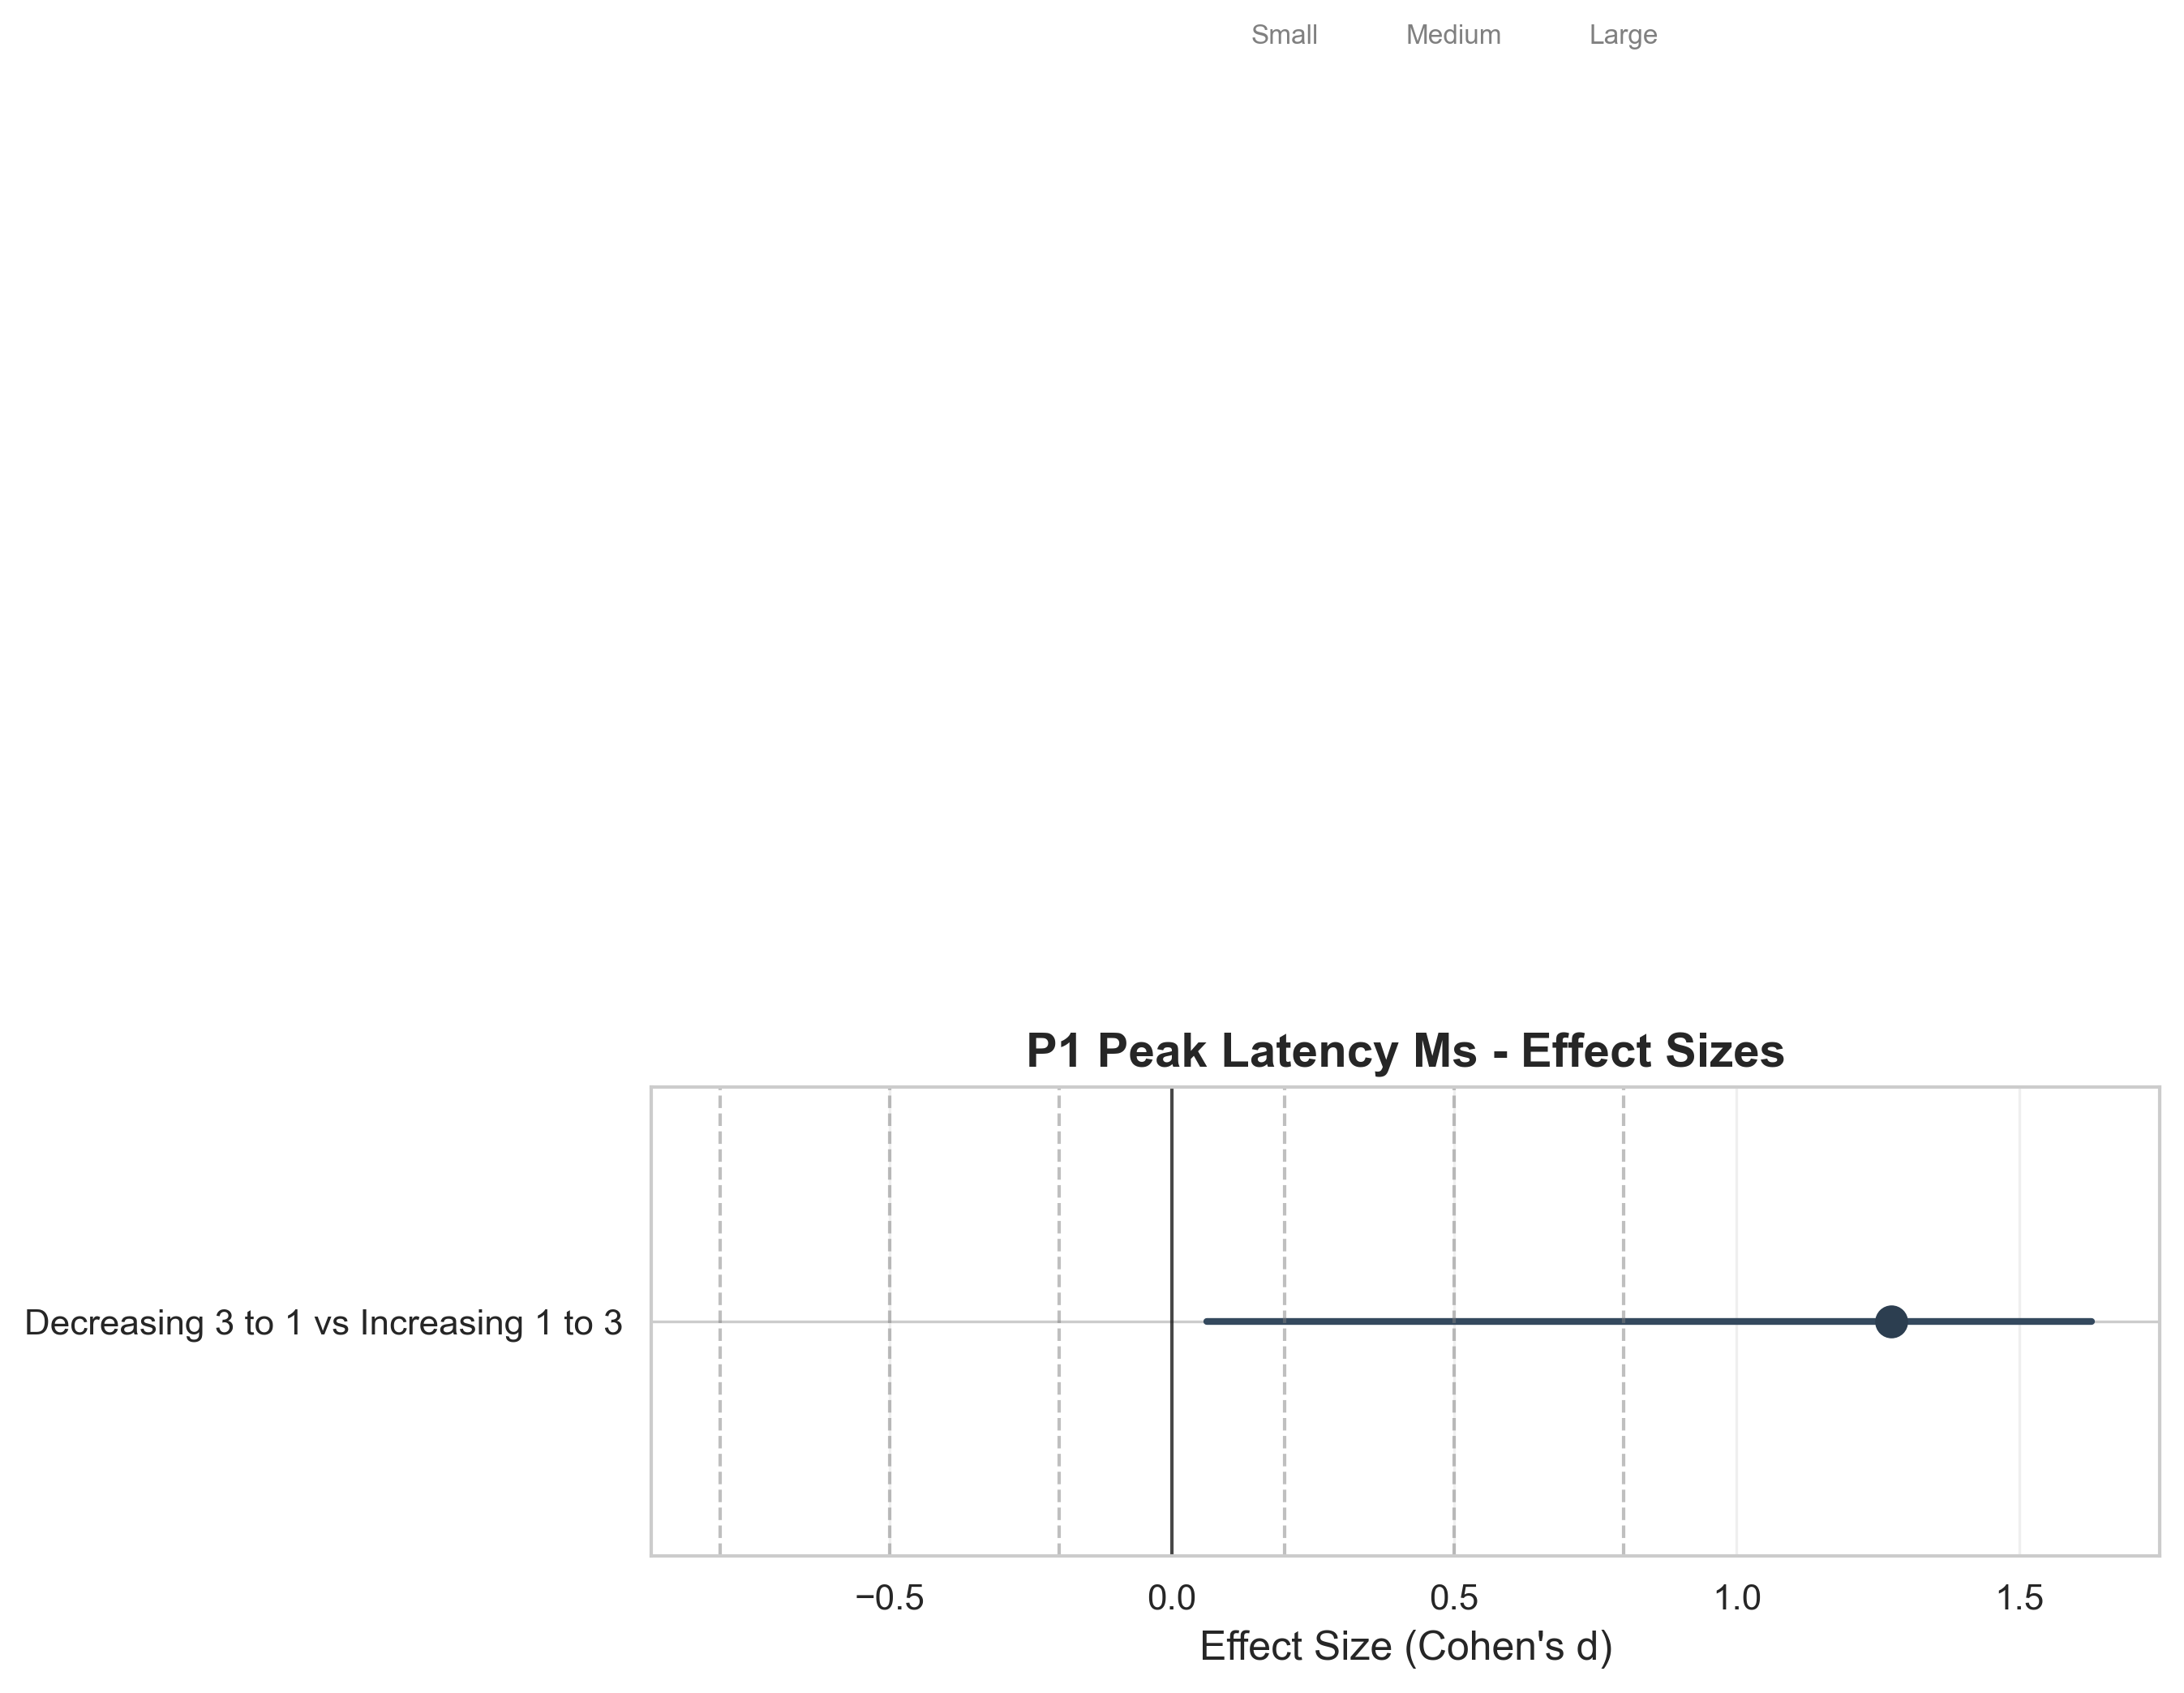 Small Medium Large
P1 Peak Latency Ms - Effect Sizes
Decreasing 3 to 1 vs Increasing 1 to 3
−0.5 0.0 0.5 1.0 1.5
Effect Size (Cohen's d)